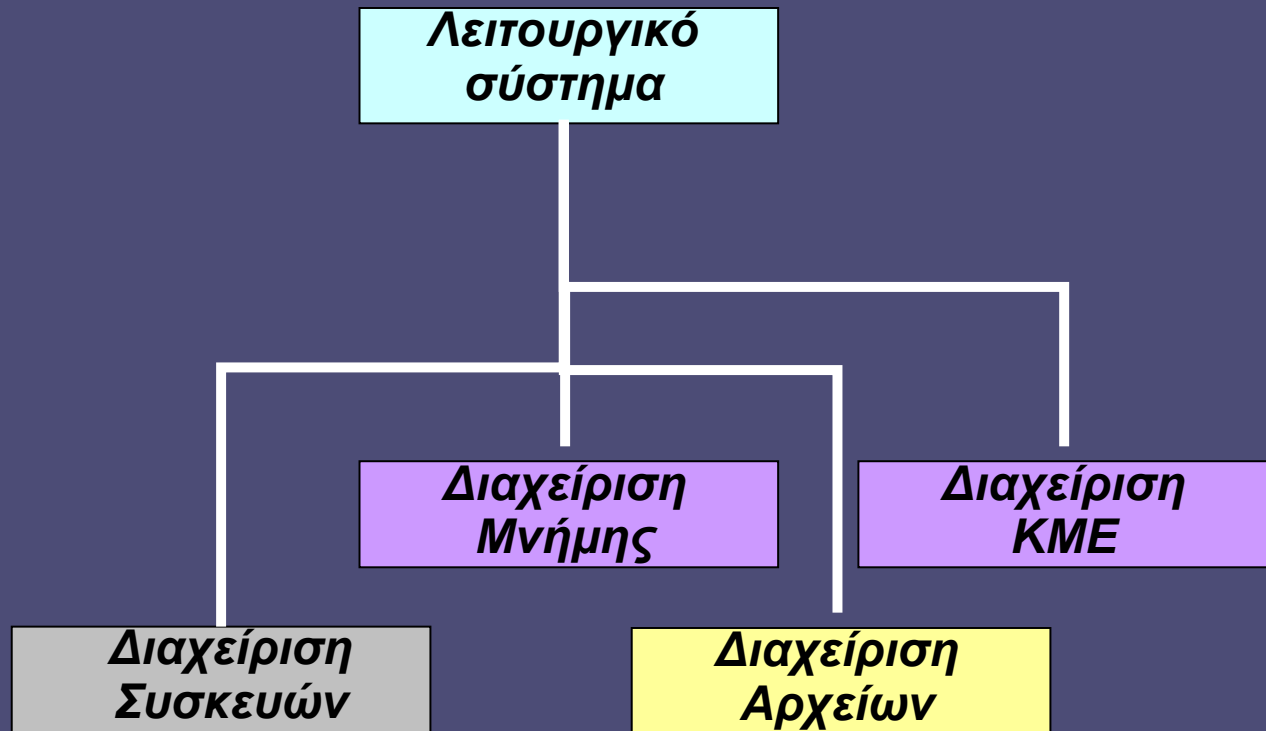 Λειτουργικό
σύστημα
Διαχείριση
Μνήμης
Διαχείριση
ΚΜΕ
Διαχείριση
Συσκευών
Διαχείριση
Αρχείων